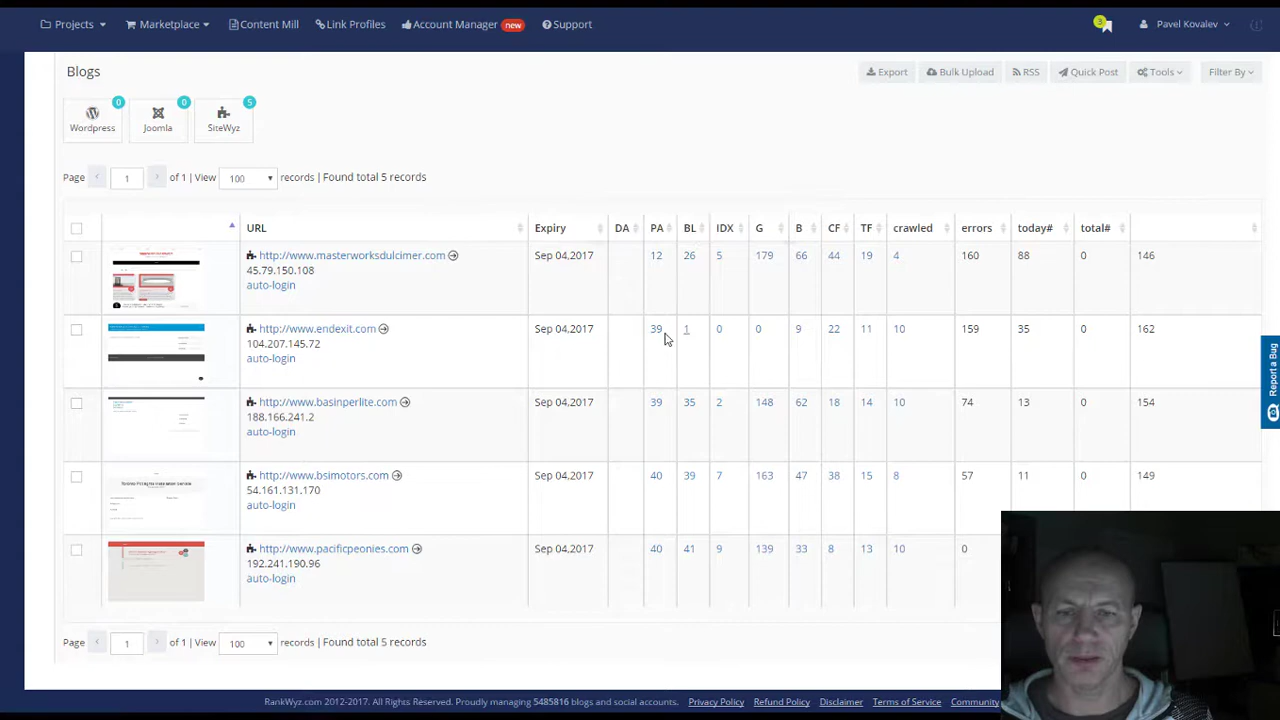 Projects Marketplace Content Mill Link Profiles Account Manager new Support 3 Pavel Kovalev
Blogs Export Bulk Upload RSS Quick Post Tools Filter By
0 0 5
Wordpress Joomla SiteWyz
Page 1 of 1 | View 100 records | Found total 5 records
URL Expiry DA PA BL IDX G B CF TF crawled errors today# total#
http://www.masterworksdulcimer.com Sep 04,2017 12 26 5 179 66 44 19 4 160 88 0 146
45.79.150.108
auto-login
http://www.endexit.com Sep 04,2017 39 1 0 0 9 22 11 10 159 35 0 162
104.207.145.72
auto-login
http://www.basinperlite.com Sep 04,2017 39 35 2 148 62 18 14 10 74 13 0 154
188.166.241.2
auto-login
http://www.bsimotors.com Sep 04,2017 40 39 7 163 47 38 15 8 57 11 0 149
54.161.131.170
auto-login
http://www.pacificpeonies.com Sep 04,2017 40 41 9 139 33 8 13 10 0
192.241.190.96
auto-login
Page 1 of 1 | View 100 records | Found total 5 records
Report a Bug
RankWyz.com 2012-2017. All Rights Reserved. Proudly managing 5485816 blogs and social accounts. Privacy Policy Refund Policy Disclaimer Terms of Service Community